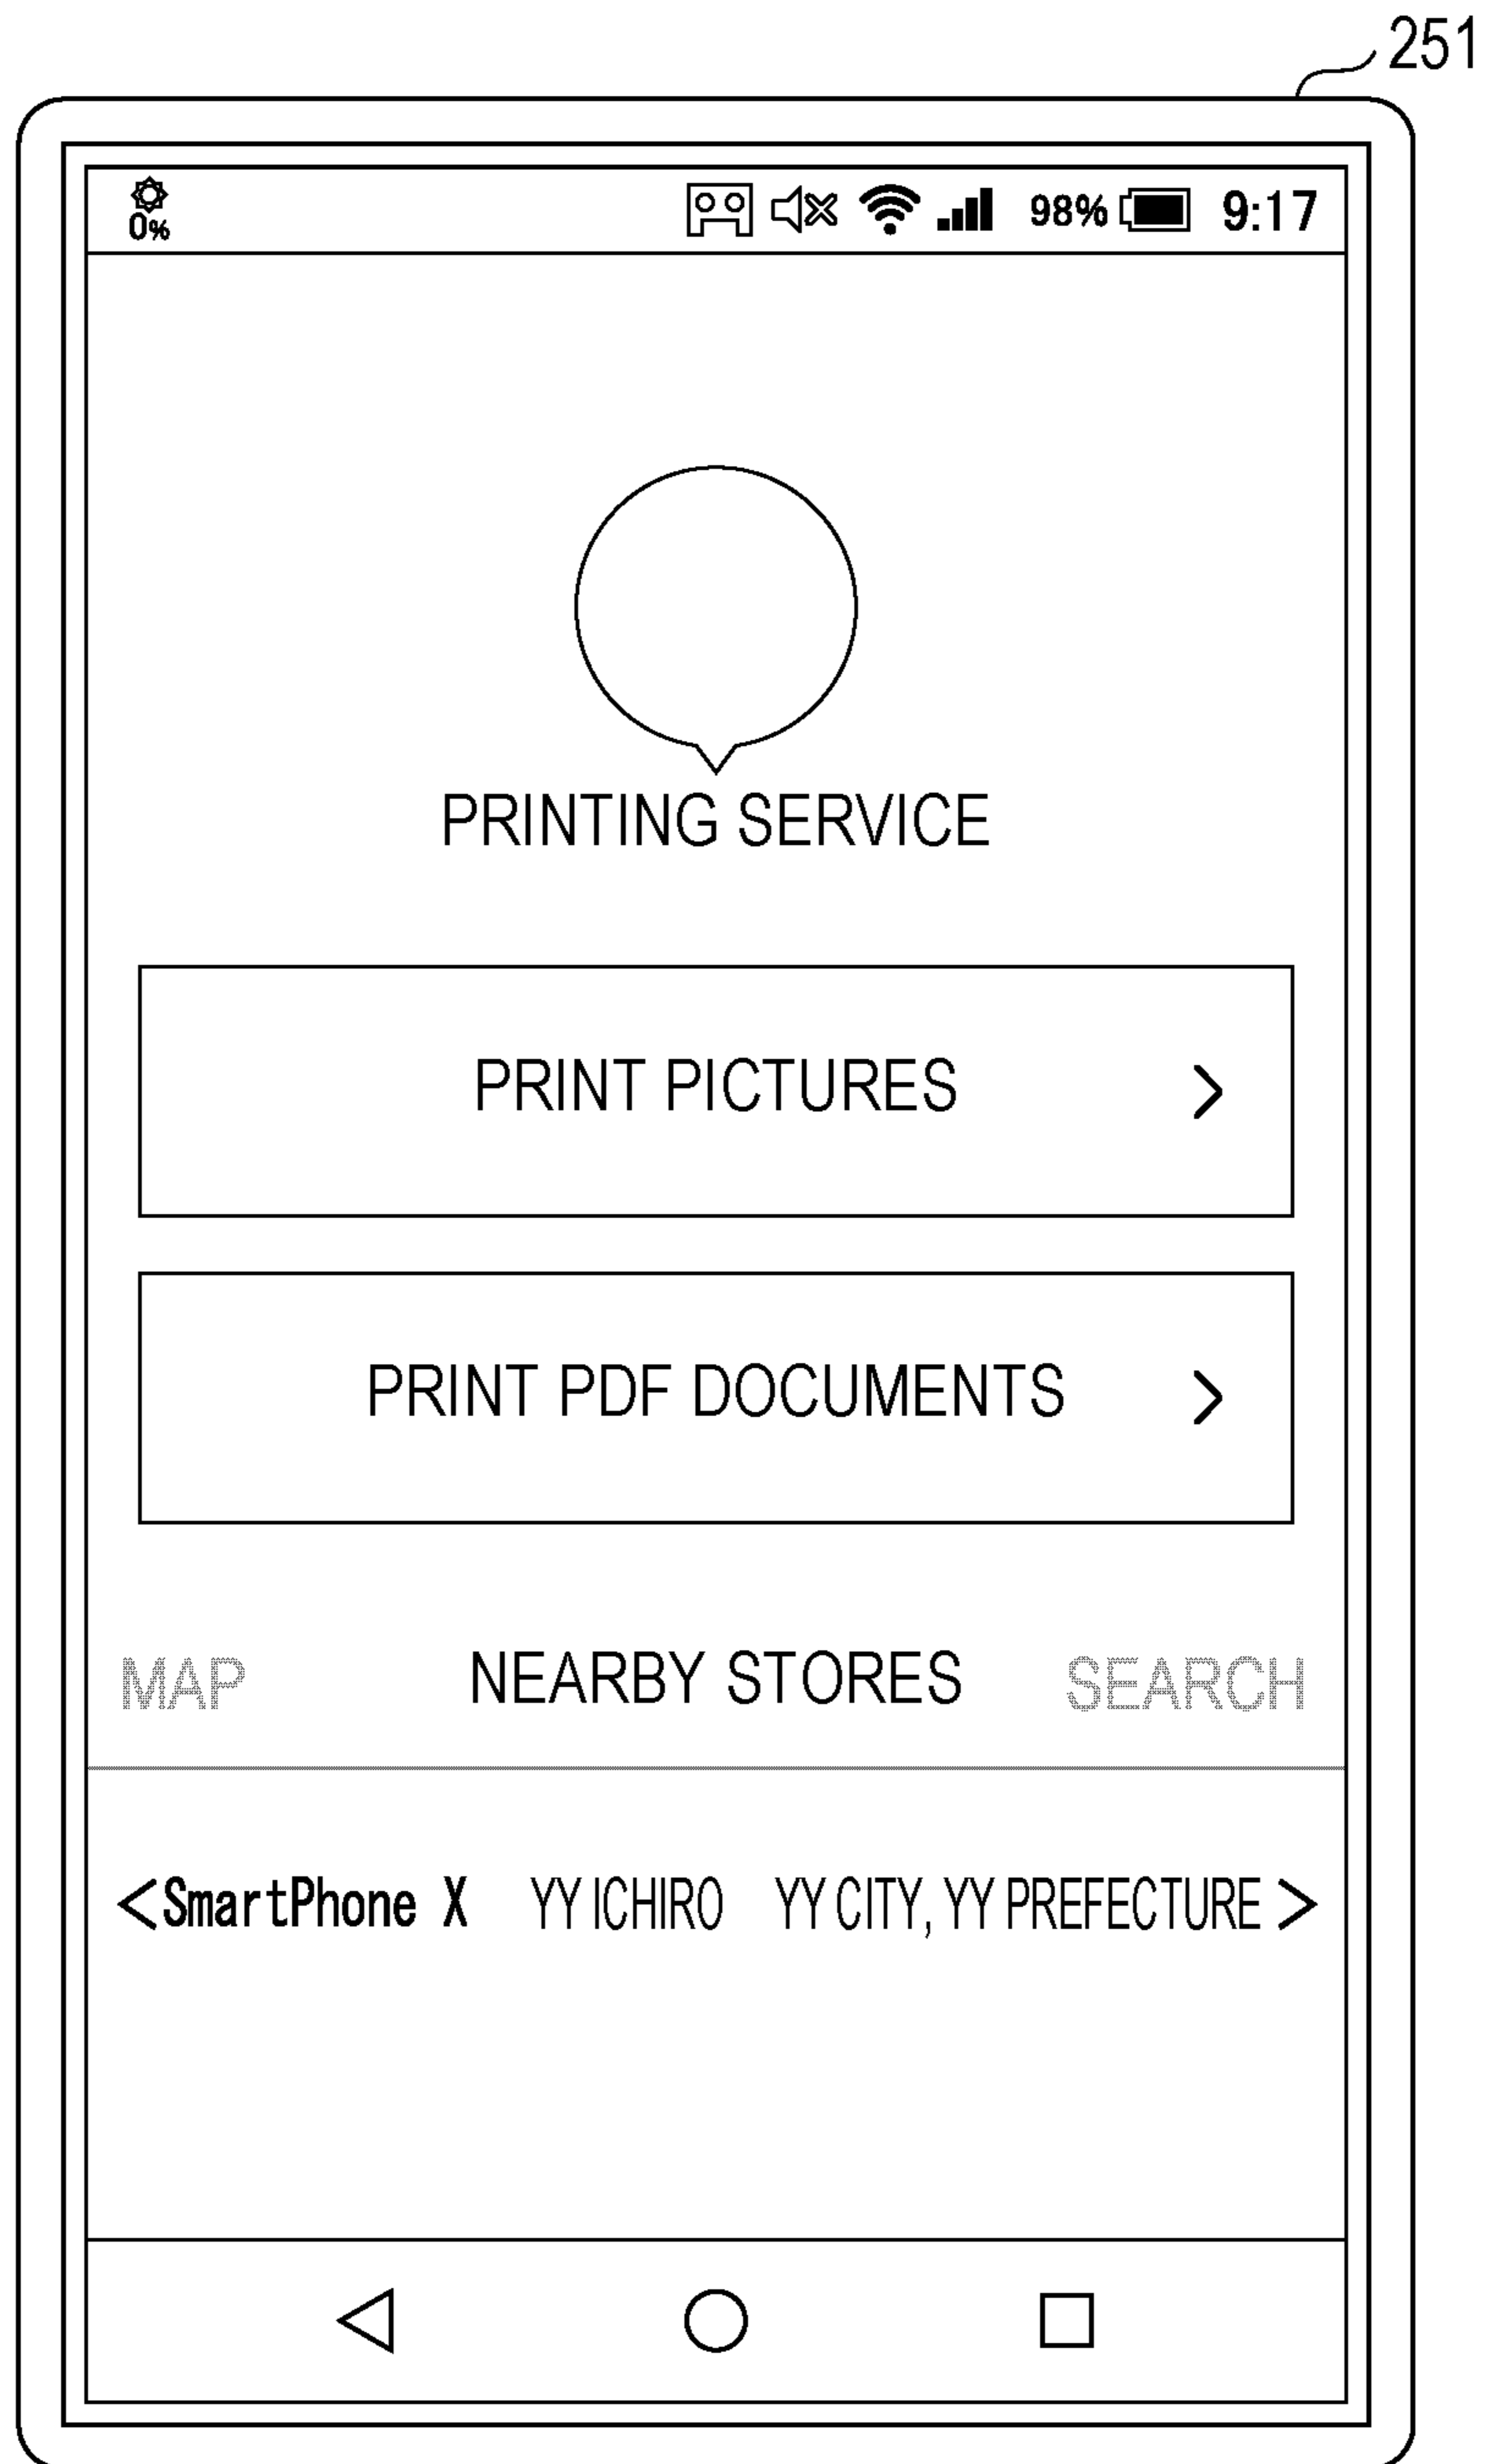 251
0% 98% 9:17
PRINTING SERVICE
PRINT PICTURES >
PRINT PDF DOCUMENTS >
MAP NEARBY STORES SEARCH
<SmartPhone X YY ICHIRO YY CITY, YY PREFECTURE >